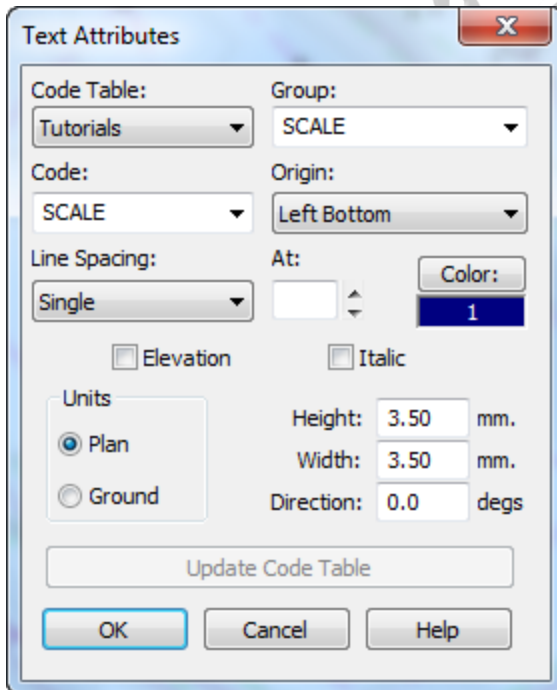 Text Attributes
Code Table: Group:
Tutorials SCALE
Code: Origin:
SCALE Left Bottom
Line Spacing: At: Color:
Single 1
Elevation Italic
Units
Plan
Ground
Height: 3.50 mm.
Width: 3.50 mm.
Direction: 0.0 degs
Update Code Table
OK Cancel Help